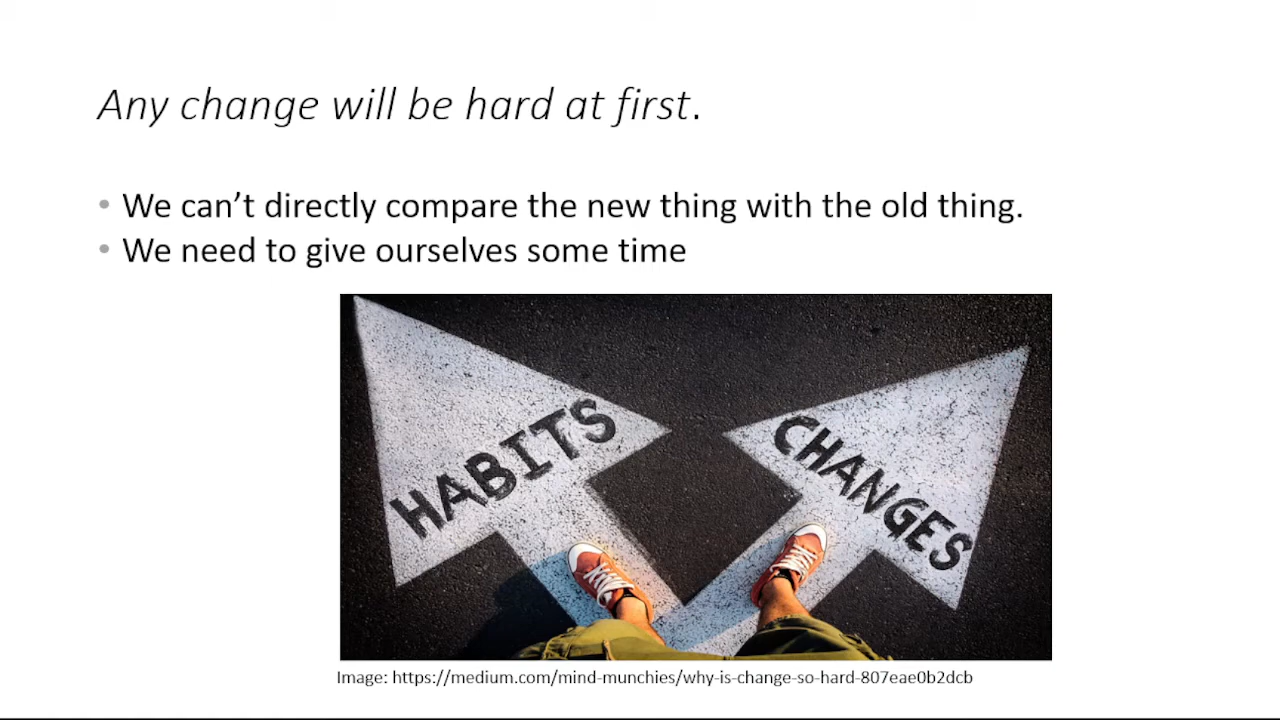 Any change will be hard at first.
• We can’t directly compare the new thing with the old thing.
• We need to give ourselves some time
HABITS
CHANGES
Image: https://medium.com/mind-munchies/why-is-change-so-hard-807eae0b2dcb